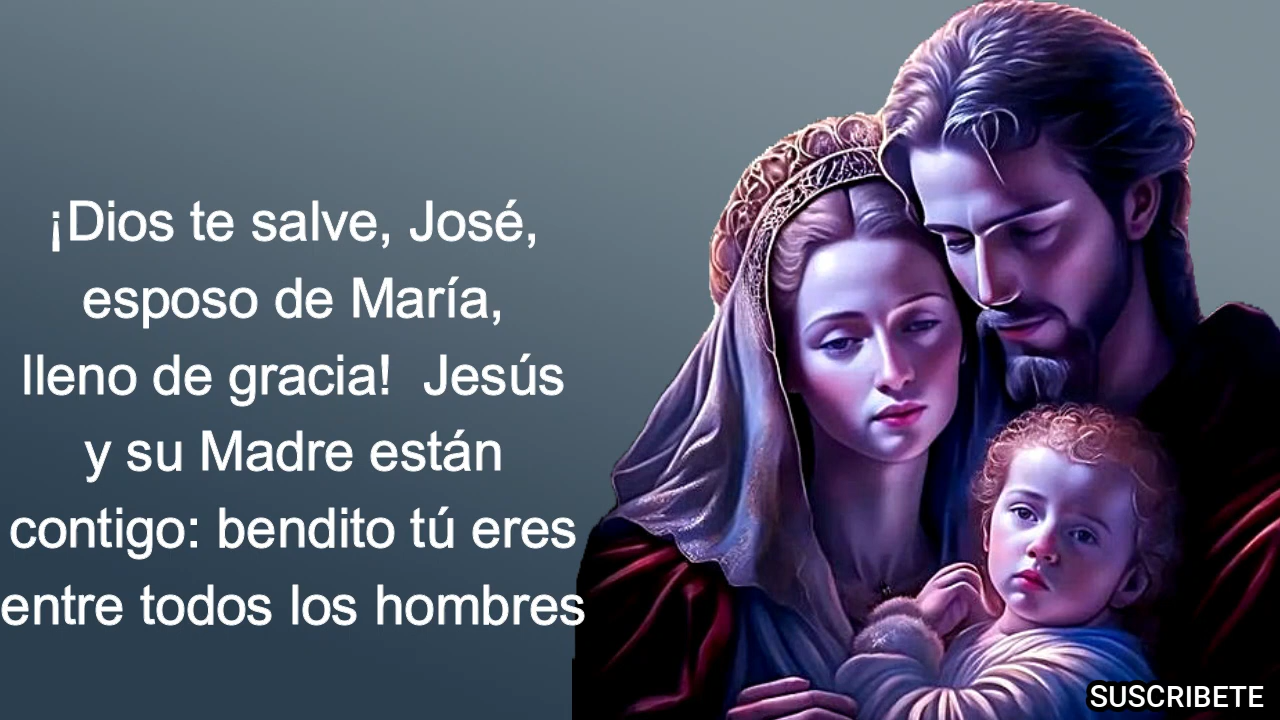 ¡Dios te salve, José,
esposo de María,
lleno de gracia!  Jesús
y su Madre están
contigo: bendito tú eres
entre todos los hombres
SUSCRIBETE